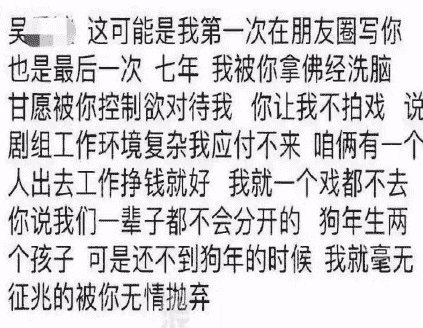 吴 这可能是我第一次在朋友圈写你
也是最后一次 七年 我被你拿佛经洗脑
甘愿被你控制欲对待我 你让我不拍戏 说
剧组工作环境复杂我应付不来 咱俩有一个
人出去工作挣钱就好 我就一个戏都不去
你说我们一辈子都不会分开的 狗年生两
个孩子 可是还不到狗年的时候 我就毫无
征兆的被你无情抛弃